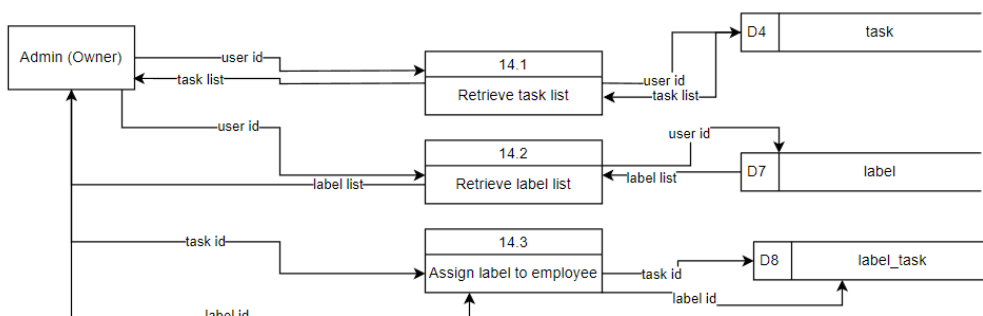 Admin (Owner)
user id
task list
14.1
Retrieve task list
user id
task list
D4
task
user id
14.2
Retrieve label list
label list
user id
label list
D7
label
task id
14.3
Assign label to employee
task id
label id
D8
label_task
label id